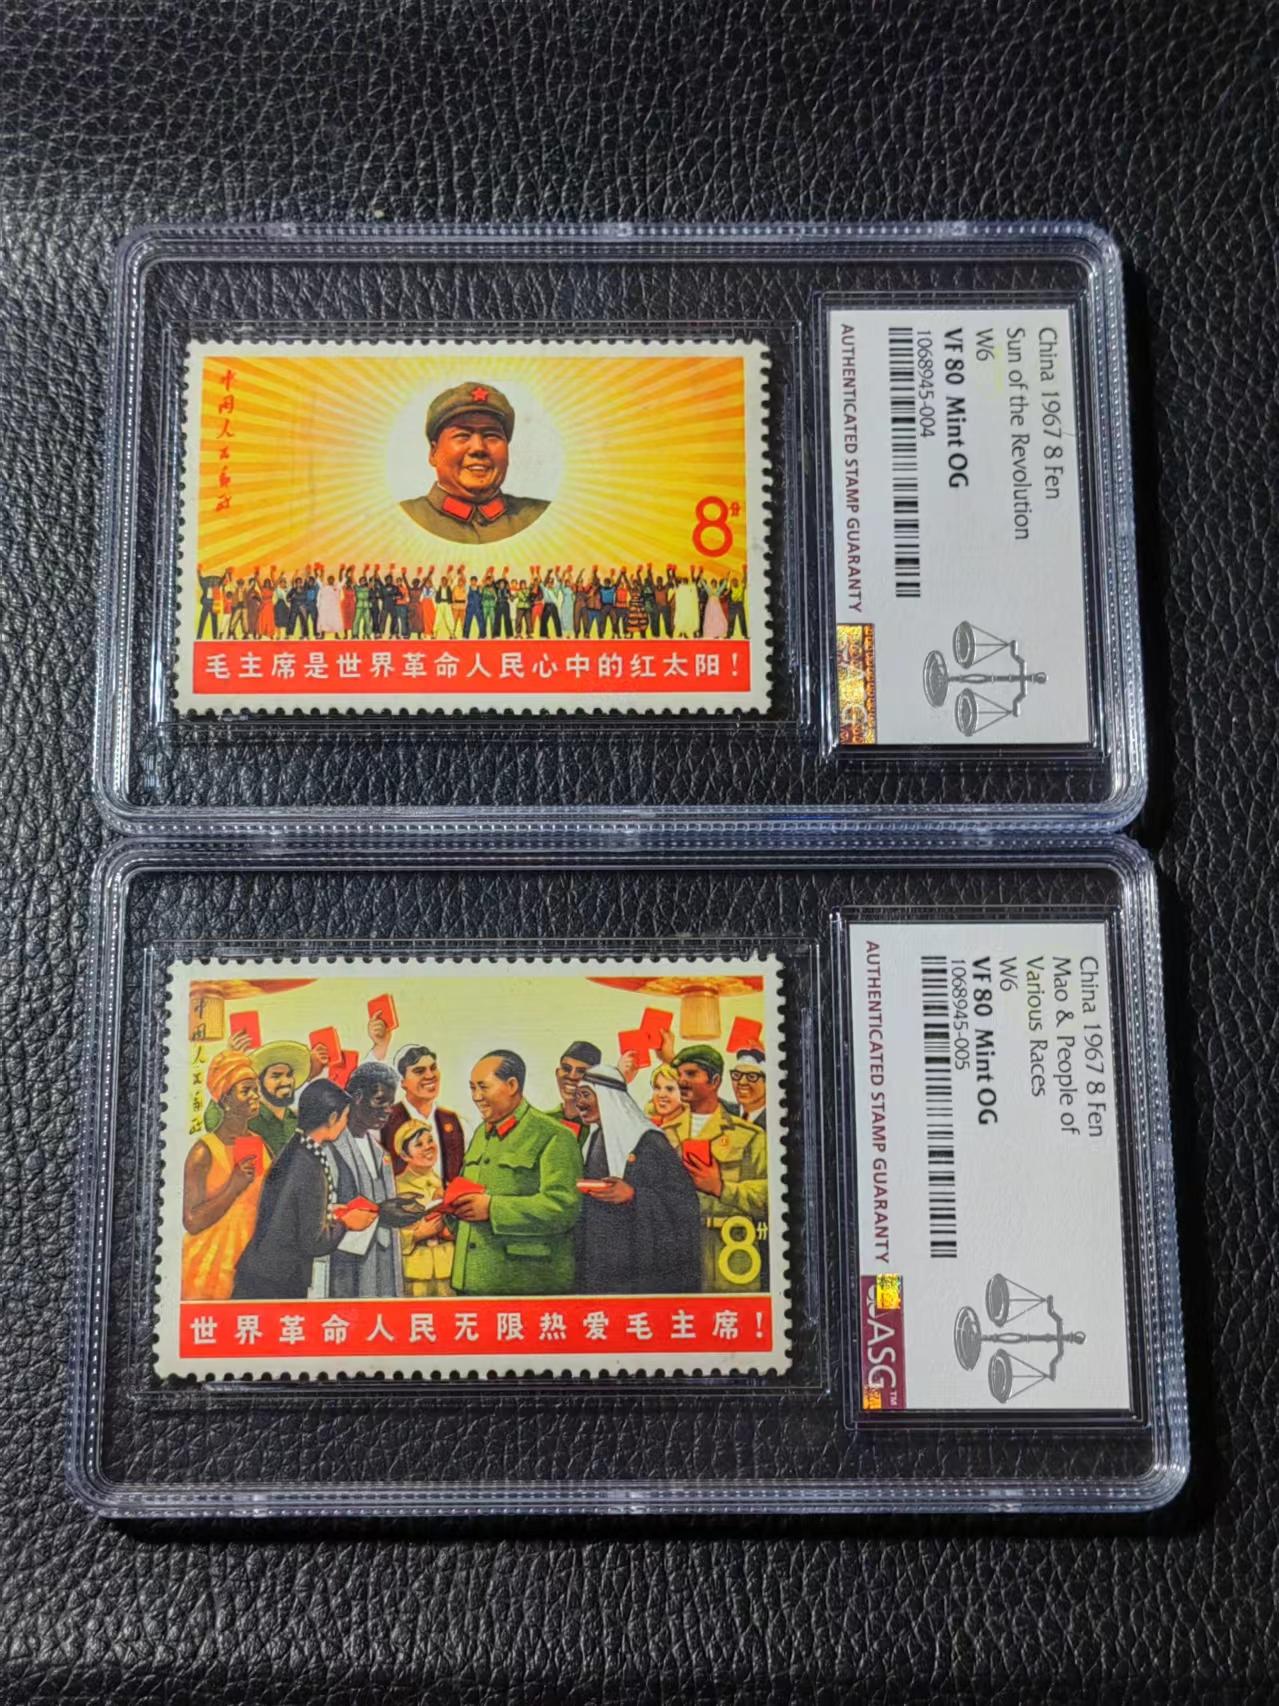 中国人民邮政
8分
毛主席是世界革命人民心中的红太阳！
China 1967 8 Fen
Sun of the Revolution
W6
VF 80 Mint OG
1068945-004
AUTHENTICATED STAMP GUARANTY
中国人民邮政
8分
世界革命人民无限热爱毛主席！
China 1967 8 Fen
Mao & People of
Various Races
W6
VF 80 Mint OG
1068945-005
AUTHENTICATED STAMP GUARANTY
ASG™